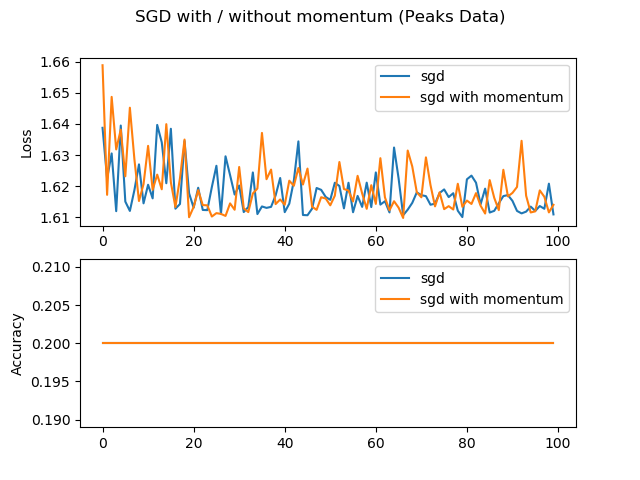 SGD with / without momentum (Peaks Data)
1.66
1.65
1.64
1.63
1.62
1.61
Loss
sgd
sgd with momentum
0 20 40 60 80 100
0.210
0.205
0.200
0.195
0.190
Accuracy
sgd
sgd with momentum
0 20 40 60 80 100